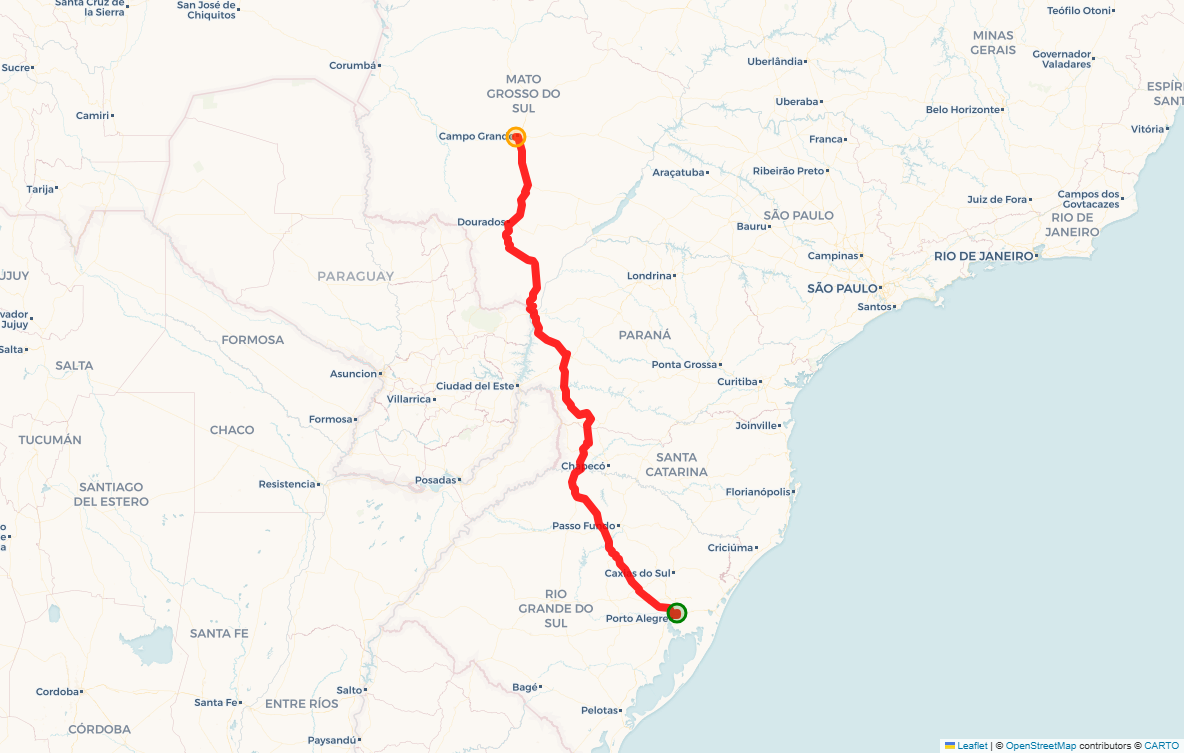 Santa Cruz de
la Sierra
San José de
Chiquitos
Teófilo Otoni
MINAS
GERAIS
Governador
Valadares
Sucre
Corumbá
Uberlândia
MATO
GROSSO DO
SUL
ESPÍRI
SANT
Uberaba
Belo Horizonte
Camiri
Vitória
Campo Grande
Franca
Araçatuba
Ribeirão Preto
Tarija
Juiz de Fora
Campos dos
Govtacazes
SÃO PAULO
RIO DE
JANEIRO
Dourados
Bauru
Campinas
RIO DE JANEIRO
UJUY
PARAGUAY
Londrina
SÃO PAULO
Santos
vador
Jujuy
FORMOSA
PARANÁ
Salta
SALTA
Ponta Grossa
Asuncion
Ciudad del Este
Curitiba
Villarrica
Formosa
CHACO
Joinville
TUCUMÁN
SANTA
CATARINA
Chapecó
Posadas
Resistencia
SANTIAGO
DEL ESTERO
Florianópolis
o
e
a
Passo Fundo
Criciúma
Caxias do Sul
RIO
GRANDE DO
SUL
Porto Alegre
SANTA FE
Bagé
Salto
Cordoba
Santa Fe
ENTRE RÍOS
Pelotas
CÓRDOBA
Paysandú
Leaflet | © OpenStreetMap contributors © CARTO